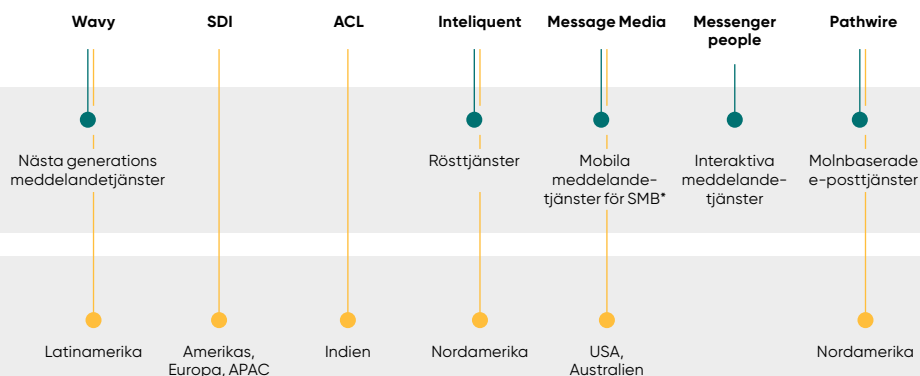 Wavy
SDI
ACL
Inteliquent
Message Media
Messenger
people
Pathwire
Nästa generations
meddelandetjänster
Rösttjänster
Mobila
meddelande-
tjänster för SMB*
Interaktiva
meddelande-
tjänster
Molnbaserade
e-posttjänster
Latinamerika
Amerikas,
Europa, APAC
Indien
Nordamerika
USA,
Australien
Nordamerika